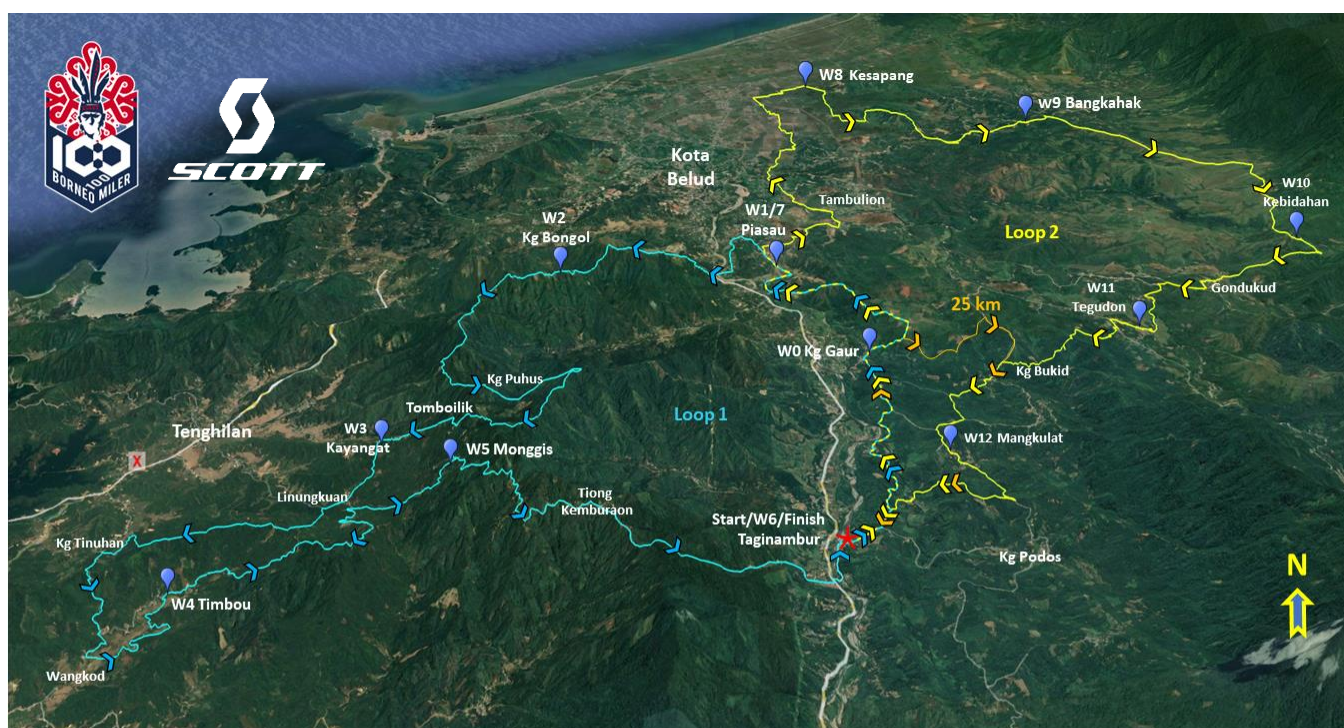 100
BORNEO
100
MILER
SCOTT
W8 Kesapang
W9 Bangkahak
Kota
Belud
W10
Kebidahan
Tambulion
W1/7
Piasau
W2
Kg Bongol
Loop 2
Gondukud
W11
Tegudon
25 km
W0 Kg Gaur
Kg Bukid
Kg Puhus
Tomboilik
Loop 1
Tenghilan
X
W3
Kayangat
W5 Monggis
W12 Mangkulat
Linungkuan
Tiong
Kemburaon
Start/W6/Finish
Taginambur
Kg Tinuhan
Kg Podos
N
W4 Timbou
Wangkod